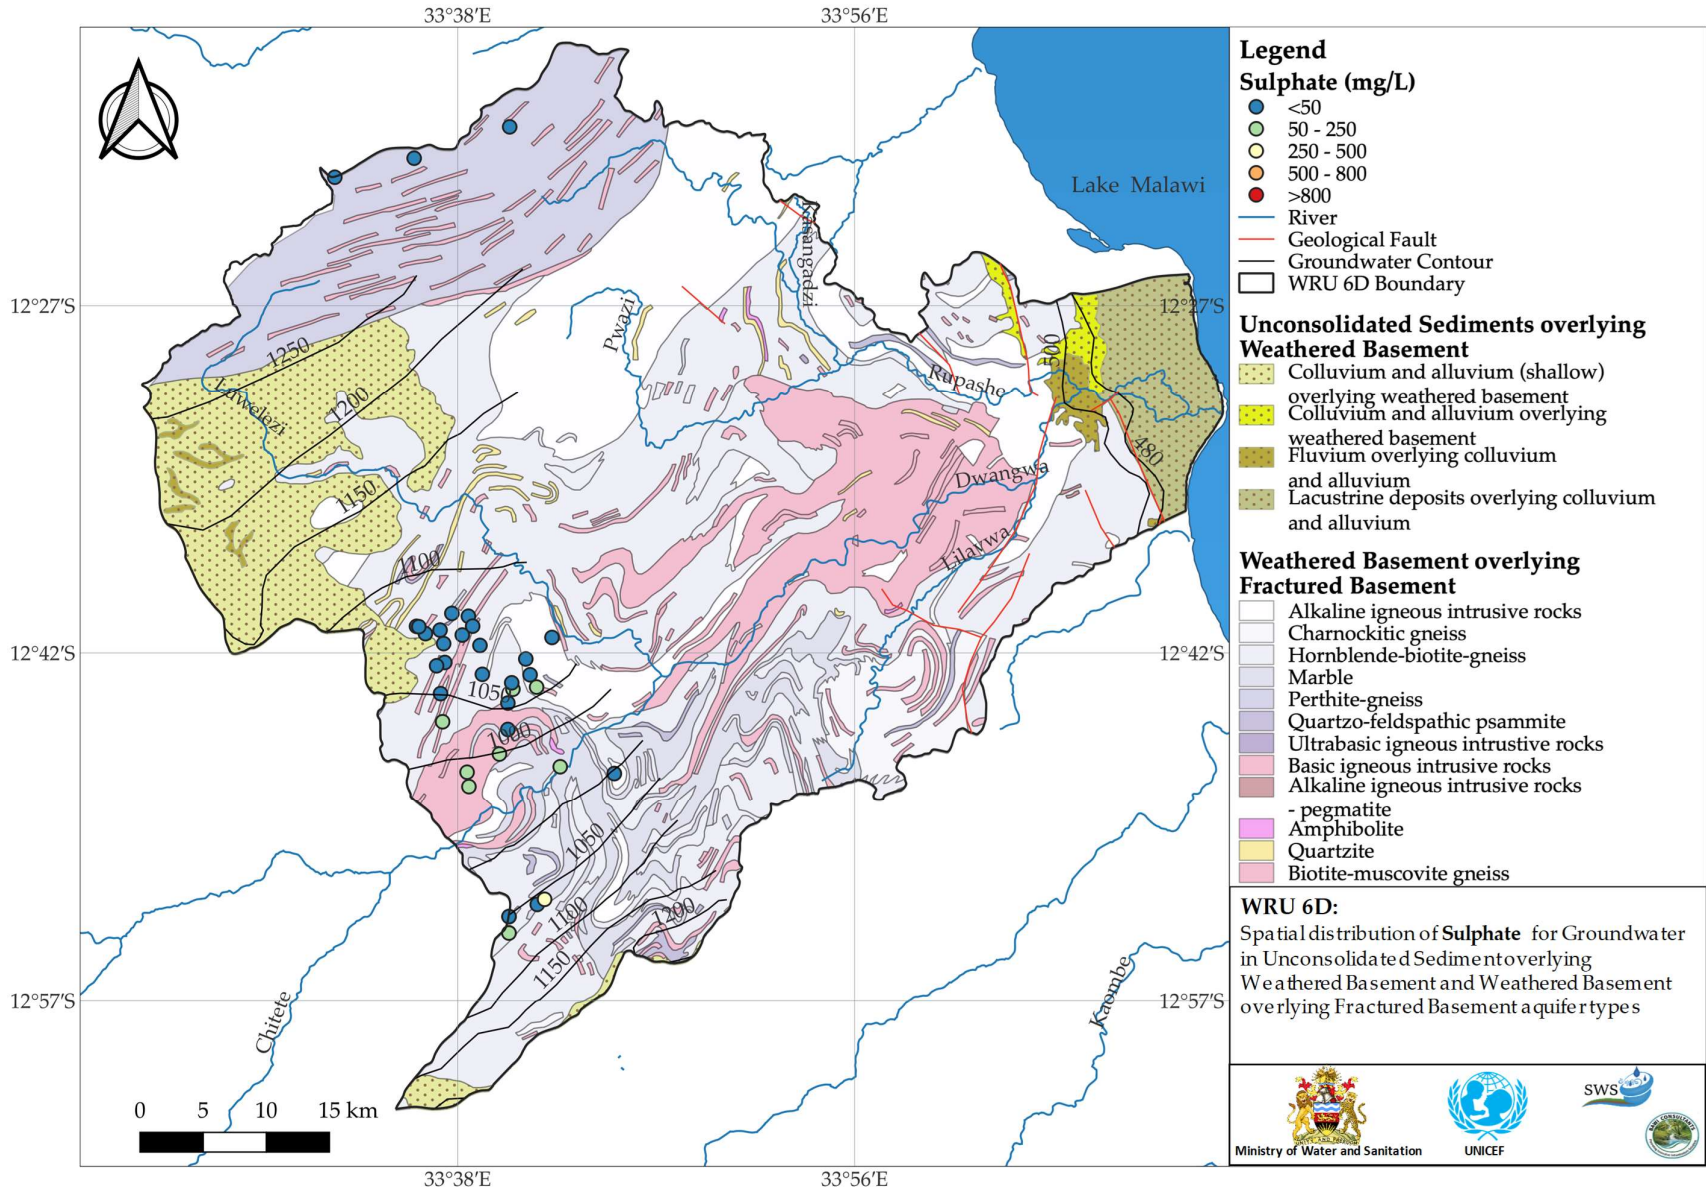 33°38′E
33°56′E
Lake Malawi
Kasangadzi
12°27′S
12°27′S
Pwazi
1250
500
Rupashe
Luwelezi
1200
480
Dwangwa
1150
Lilavwa
1100
12°42′S
12°42′S
1050
1000
1050
1100
1200
1150
12°57′S
12°57′S
Chitete
Kaombe
0 5 10 15 km
33°38′E
33°56′E
Legend
Sulphate (mg/L)
<50
50 - 250
250 - 500
500 - 800
>800
River
Geological Fault
Groundwater Contour
WRU 6D Boundary
Unconsolidated Sediments overlying
Weathered Basement
Colluvium and alluvium (shallow)
overlying weathered basement
Colluvium and alluvium overlying
weathered basement
Fluvium overlying colluvium
and alluvium
Lacustrine deposits overlying colluvium
and alluvium
Weathered Basement overlying
Fractured Basement
Alkaline igneous intrusive rocks
Charnockitic gneiss
Hornblende-biotite-gneiss
Marble
Perthite-gneiss
Quartzo-feldspathic psammite
Ultrabasic igneous intrustive rocks
Basic igneous intrusive rocks
Alkaline igneous intrusive rocks
- pegmatite
Amphibolite
Quartzite
Biotite-muscovite gneiss
WRU 6D:
Spatial distribution of Sulphate for Groundwater
in Unconsolidated Sediment overlying
Weathered Basement and Weathered Basement
overlying Fractured Basement aquifer types
Ministry of Water and Sanitation
UNICEF
SWS